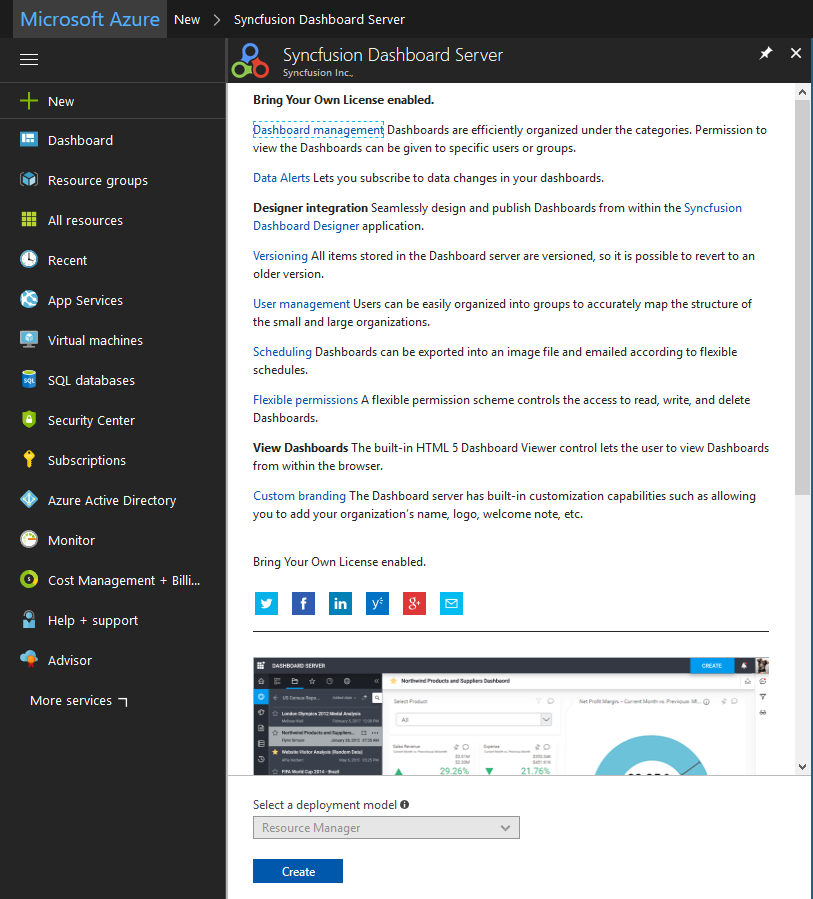 Microsoft Azure New > Syncfusion Dashboard Server
Syncfusion Dashboard Server
Syncfusion Inc.,
New
Dashboard
Resource groups
All resources
Recent
App Services
Virtual machines
SQL databases
Security Center
Subscriptions
Azure Active Directory
Monitor
Cost Management + Billi...
Help + support
Advisor
More services
Bring Your Own License enabled.
Dashboard management Dashboards are efficiently organized under the categories. Permission to
view the Dashboards can be given to specific users or groups.
Data Alerts Lets you subscribe to data changes in your dashboards.
Designer integration Seamlessly design and publish Dashboards from within the Syncfusion
Dashboard Designer application.
Versioning All items stored in the Dashboard server are versioned, so it is possible to revert to an
older version.
User management Users can be easily organized into groups to accurately map the structure of
the small and large organizations.
Scheduling Dashboards can be exported into an image file and emailed according to flexible
schedules.
Flexible permissions A flexible permission scheme controls the access to read, write, and delete
Dashboards.
View Dashboards The built-in HTML 5 Dashboard Viewer control lets the user to view Dashboards
from within the browser.
Custom branding The Dashboard server has built-in customization capabilities such as allowing
you to add your organization's name, logo, welcome note, etc.
Bring Your Own License enabled.
DASHBOARD SERVER
CREATE
US Census Repo...
Northwind Products and Suppliers Dashboard
London Olympics 2012 Medal Analysis
Northwind Products and Suppliers...
Website Visitor Analysis (Random Data)
FIFA World Cup 2014 - Brazil
Select Product
All
Net Profit Margin - Current Month vs. Previous
Sales Revenue
29.26%
Expense
21.76%
Select a deployment model
Resource Manager
Create